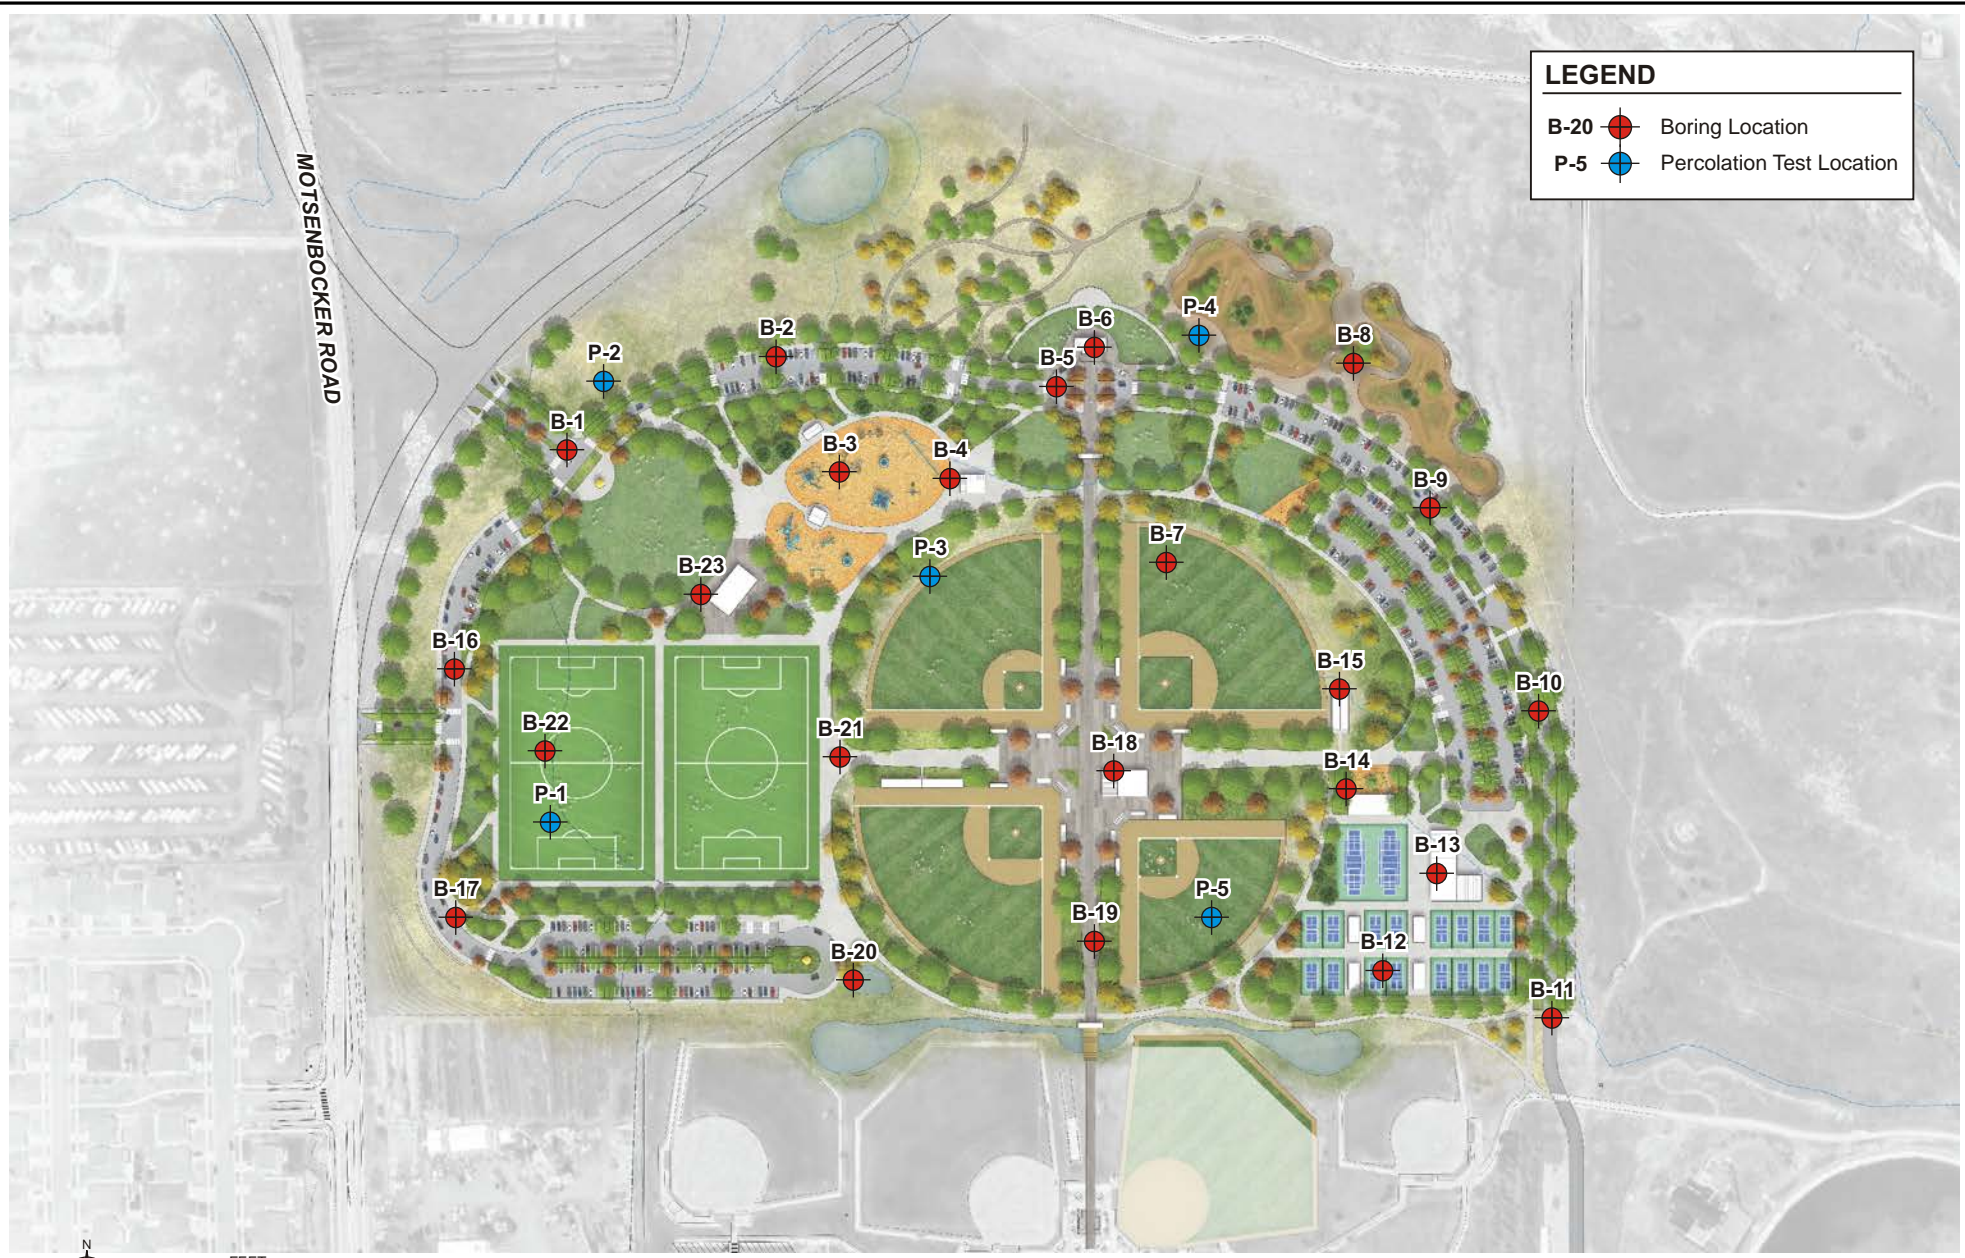 LEGEND
B-20 Boring Location
P-5 Percolation Test Location
MOTSENBOCKER ROAD
B-6
P-4
B-2
B-8
P-2
B-5
B-1
B-3
B-4
B-9
B-7
P-3
B-23
B-16
B-15
B-10
B-22
B-21
B-18
B-14
P-1
B-13
B-17
P-5
B-19
B-12
B-20
B-11
N